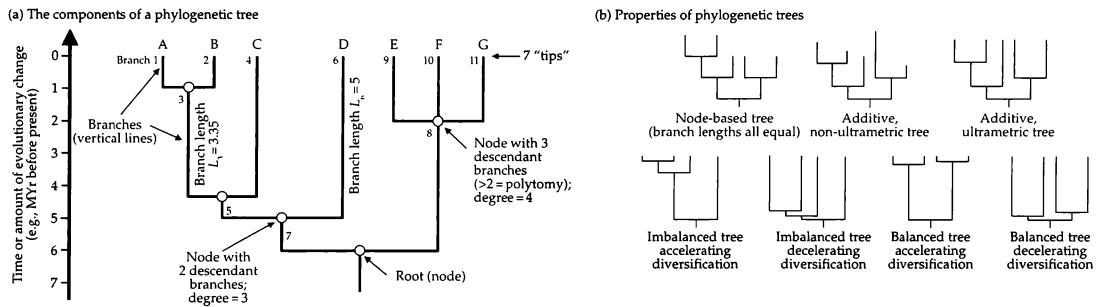 (a) The components of a phylogenetic tree
Time or amount of evolutionary change
(e.g., MYr before present)
0
1
2
3
4
5
6
7
A
B
C
D
E
F
G
Branch 1
2
4
6
9
10
11
7 "tips"
3
Branches
(vertical lines)
Branch length
L = 3.35
Branch length L = 5
8
Node with 3
descendant
branches
(>2 = polytomy);
degree = 4
5
7
Node with
2 descendant
branches;
degree = 3
Root (node)
(b) Properties of phylogenetic trees
Node-based tree
(branch lengths all equal)
Additive,
non-ultrametric tree
Additive,
ultrametric tree
Imbalanced tree
accelerating
diversification
Imbalanced tree
decelerating
diversification
Balanced tree
accelerating
diversification
Balanced tree
decelerating
diversification